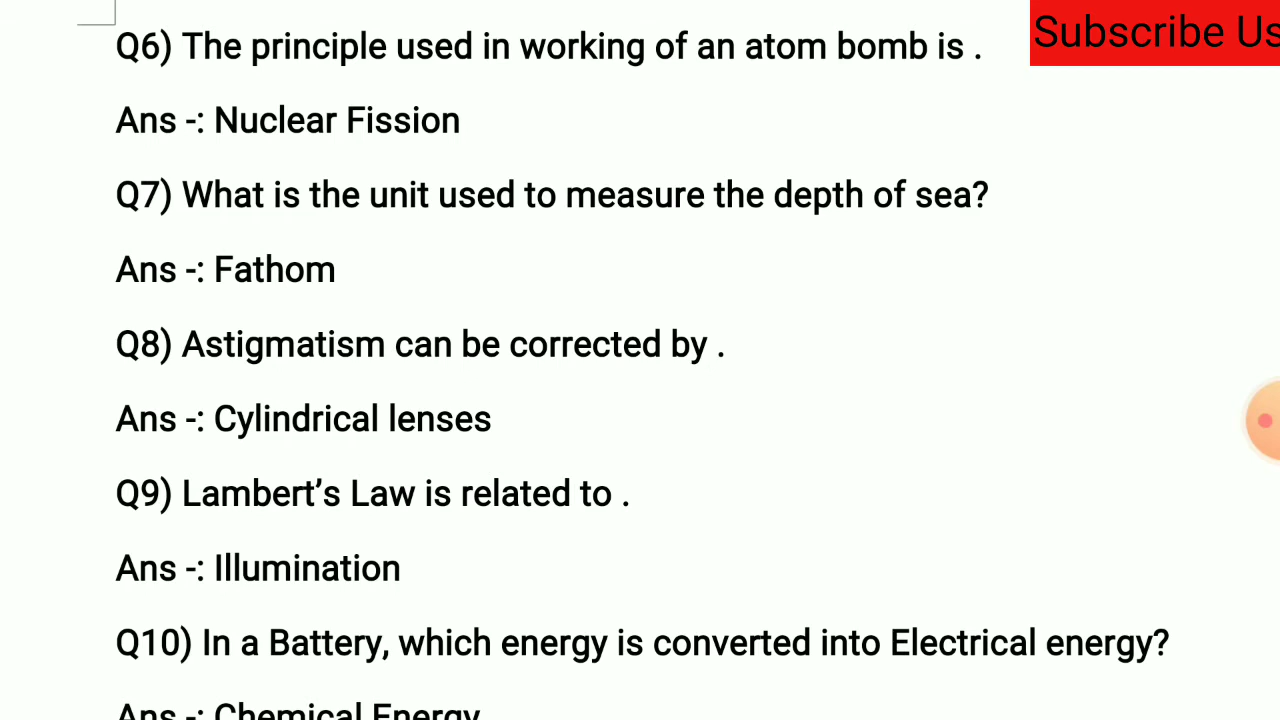 Q6) The principle used in working of an atom bomb is .
Subscribe Us
Ans -: Nuclear Fission
Q7) What is the unit used to measure the depth of sea?
Ans -: Fathom
Q8) Astigmatism can be corrected by .
Ans -: Cylindrical lenses
Q9) Lambert’s Law is related to .
Ans -: Illumination
Q10) In a Battery, which energy is converted into Electrical energy?
Ans -: Chemical Energy